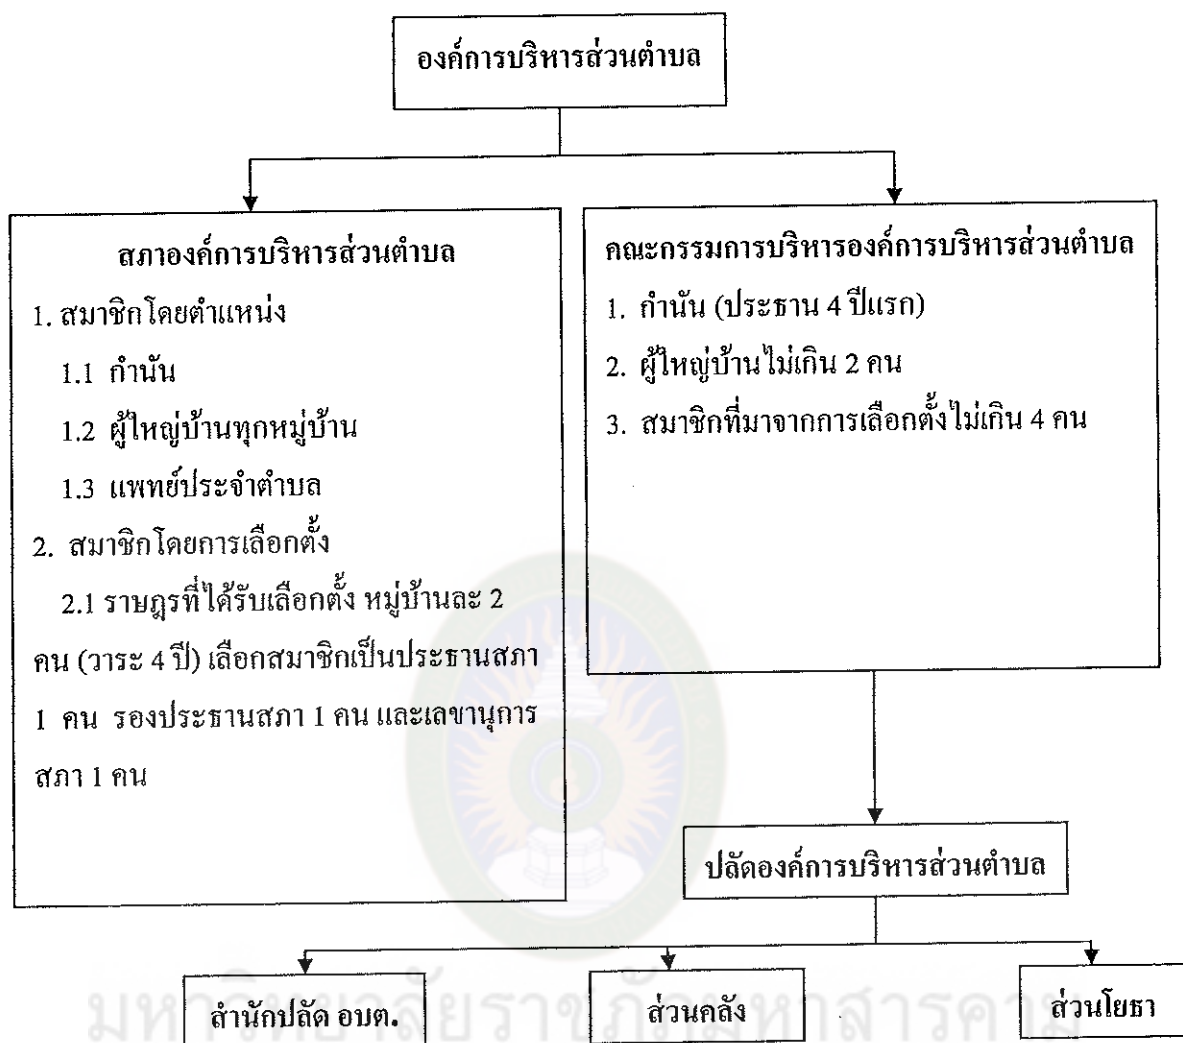 องค์การบริหารส่วนตำบล
สภาองค์การบริหารส่วนตำบล
1. สมาชิกโดยตำแหน่ง
1.1 กำนัน
1.2 ผู้ใหญ่บ้านทุกหมู่บ้าน
1.3 แพทย์ประจำตำบล
2. สมาชิกโดยการเลือกตั้ง
2.1 ราษฎรที่ได้รับเลือกตั้ง หมู่บ้านละ 2
คน (วาระ 4 ปี) เลือกสมาชิกเป็นประธานสภา
1 คน รองประธานสภา 1 คน และเลขานุการ
สภา 1 คน
คณะกรรมการบริหารองค์การบริหารส่วนตำบล
1. กำนัน (ประธาน 4 ปีแรก)
2. ผู้ใหญ่บ้านไม่เกิน 2 คน
3. สมาชิกที่มาจากการเลือกตั้งไม่เกิน 4 คน
ปลัดองค์การบริหารส่วนตำบล
สำนักปลัด อบต.
ส่วนคลัง
ส่วนโยธา
มหาวิทยาลัยราชภัฏมหาสารคาม